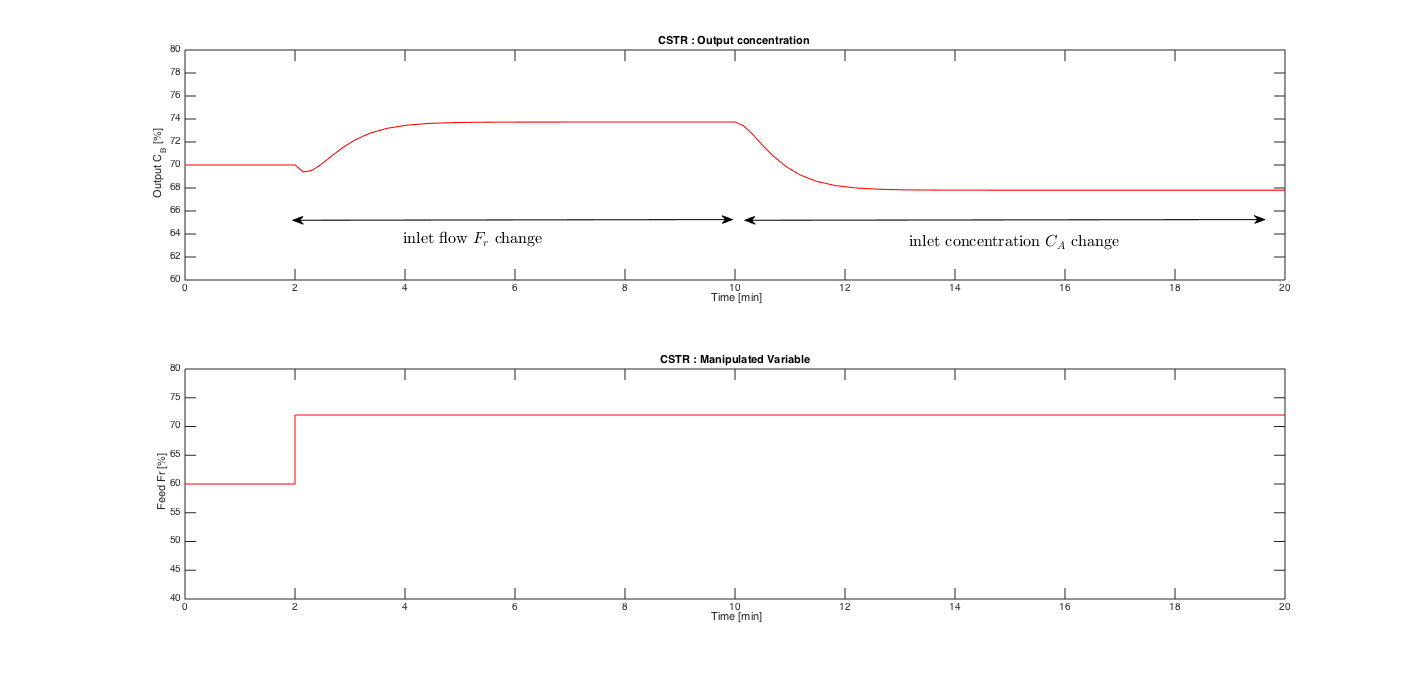 CSTR : Output concentration
80
78
76
74
72
70
68
66
64
62
60
Output C_B [%]
inlet flow F_r change
inlet concentration C_A change
0 2 4 6 8 10 12 14 16 18 20
Time [min]
CSTR : Manipulated Variable
80
75
70
65
60
55
50
45
40
Feed Fr [%]
0 2 4 6 8 10 12 14 16 18 20
Time [min]